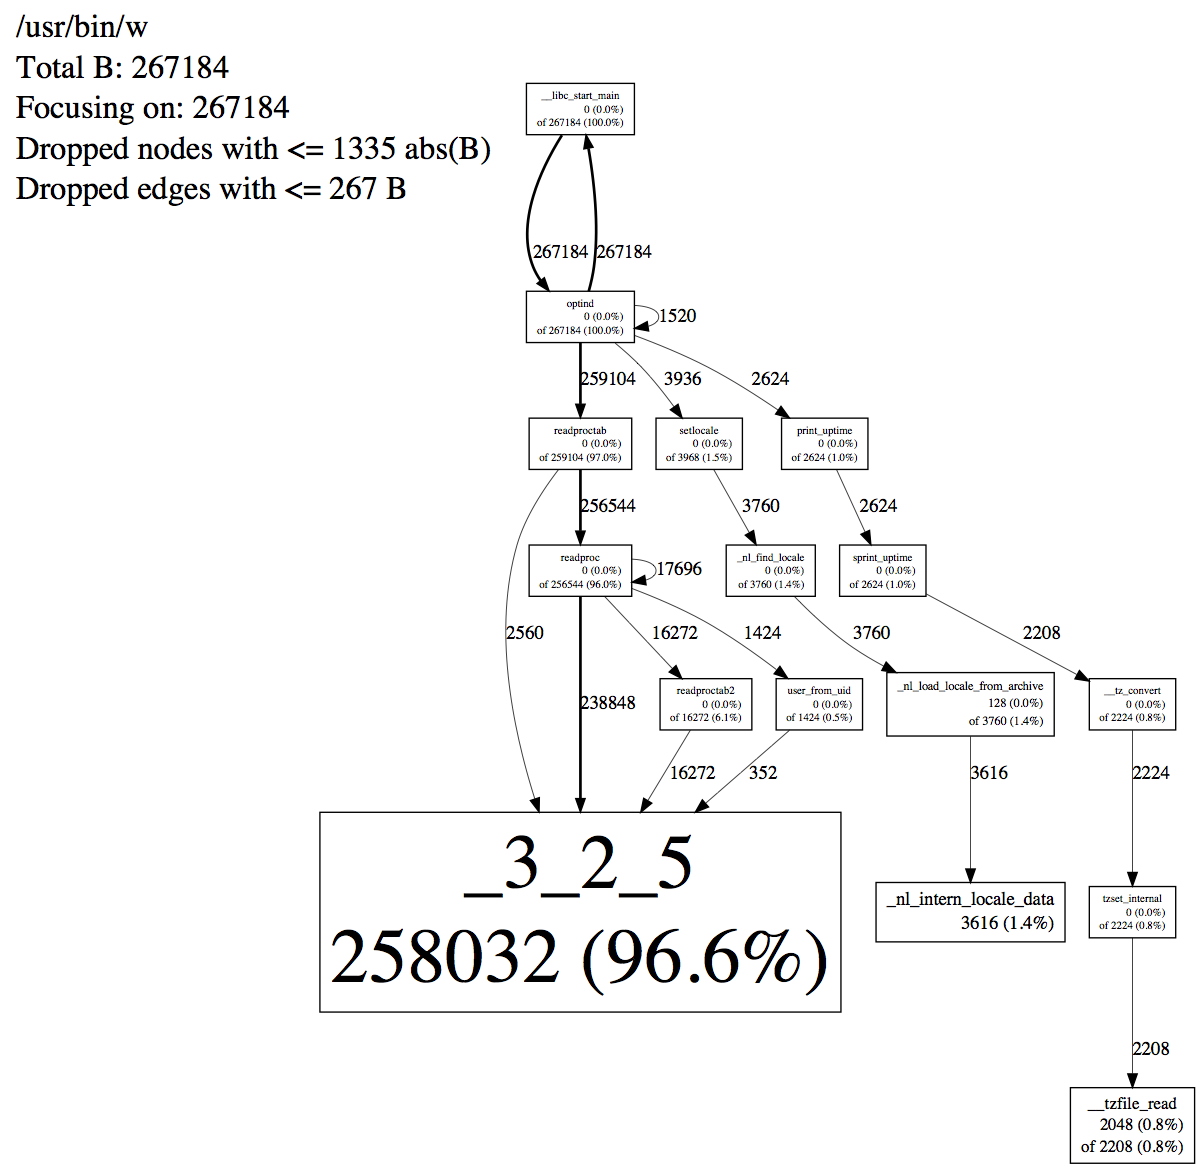 /usr/bin/w
Total B: 267184
Focusing on: 267184
Dropped nodes with <= 1335 abs(B)
Dropped edges with <= 267 B
__libc_start_main
0 (0.0%)
of 267184 (100.0%)
267184
267184
optind
0 (0.0%)
of 267184 (100.0%)
1520
259104
3936
2624
readproctab
0 (0.0%)
of 259104 (97.0%)
setlocale
0 (0.0%)
of 3968 (1.5%)
print_uptime
0 (0.0%)
of 2624 (1.0%)
256544
3760
2624
readproc
0 (0.0%)
of 256544 (96.0%)
17696
_nl_find_locale
0 (0.0%)
of 3760 (1.4%)
sprint_uptime
0 (0.0%)
of 2624 (1.0%)
2560
16272
1424
3760
2208
238848
readproctab2
0 (0.0%)
of 16272 (6.1%)
user_from_uid
0 (0.0%)
of 1424 (0.5%)
_nl_load_locale_from_archive
128 (0.0%)
of 3760 (1.4%)
__tz_convert
0 (0.0%)
of 2224 (0.8%)
16272
352
3616
2224
_3_2_5
258032 (96.6%)
_nl_intern_locale_data
3616 (1.4%)
tzset_internal
0 (0.0%)
of 2224 (0.8%)
2208
__tzfile_read
2048 (0.8%)
of 2208 (0.8%)